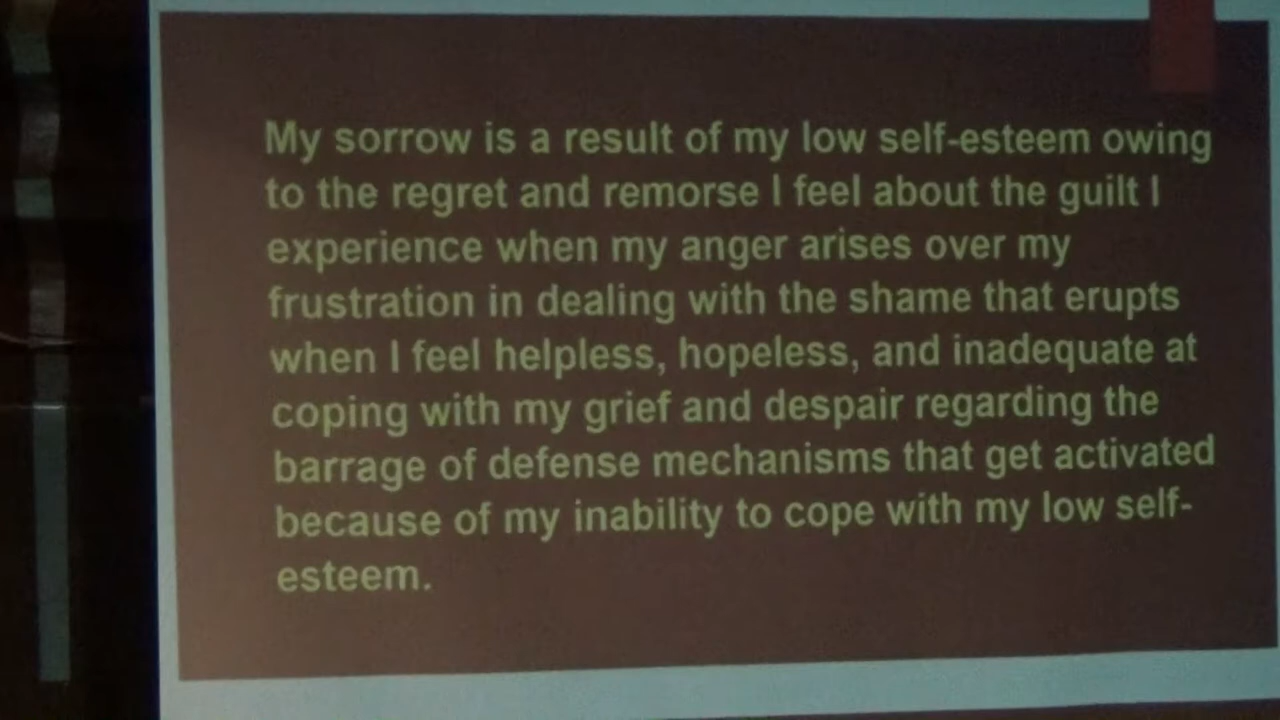 My sorrow is a result of my low self-esteem owing
to the regret and remorse I feel about the guilt I
experience when my anger arises over my
frustration in dealing with the shame that erupts
when I feel helpless, hopeless, and inadequate at
coping with my grief and despair regarding the
barrage of defense mechanisms that get activated
because of my inability to cope with my low self-
esteem.